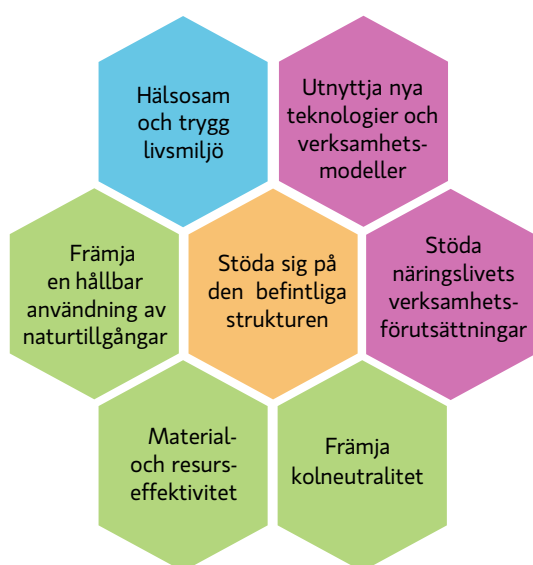 Hälsosam
och trygg
livsmiljö
Utnyttja nya
teknologier och
verksamhets-
modeller
Främja
en hållbar
användning av
naturtillgångar
Stöda sig på
den befintliga
strukturen
Stöda
näringslivets
verksamhets-
förutsättningar
Material-
och resurs-
effektivitet
Främja
kolneutralitet